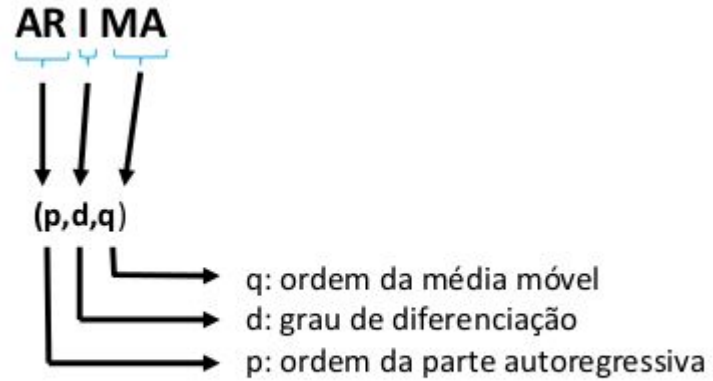 AR I MA
(p,d,q)
q: ordem da média móvel
d: grau de diferenciação
p: ordem da parte autoregressiva